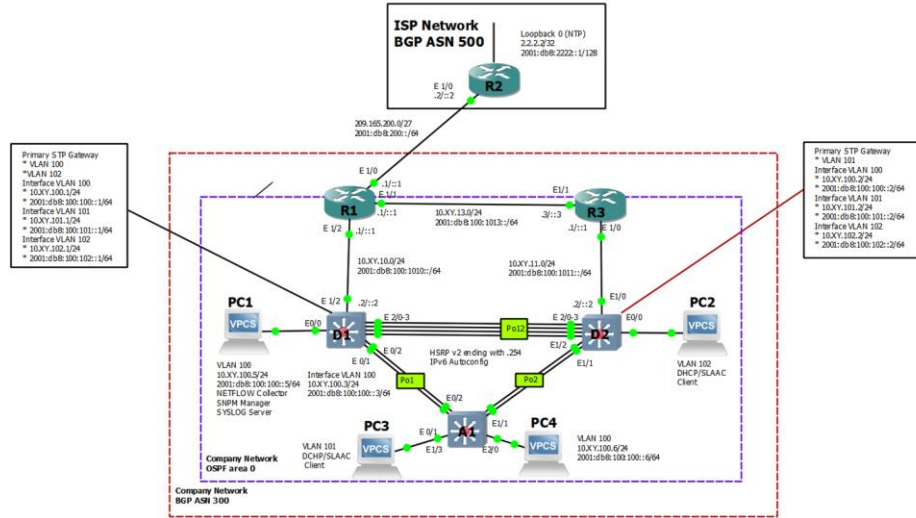 ISP Network
BGP ASN 500
Loopback 0 (NTP)
2.2.2.2/32
2001:db8:2222::1/128
E 1/0
.2/::2
R2
209.165.200.0/27
2001:db8:200::/64
Primary STP Gateway
* VLAN 100
*VLAN 102
Interface VLAN 100
* 10.XY.100.1/24
* 2001:db8:100:100::1/64
Interface VLAN 101
* 10.XY.101.1/24
* 2001:db8:100:101::1/64
Interface VLAN 102
* 10.XY.102.1/24
* 2001:db8:100:102::1/64
Primary STP Gateway
* VLAN 101
Interface VLAN 100
* 10.XY.100.2/24
* 2001:db8:100:100::2/64
Interface VLAN 101
* 10.XY.101.2/24
* 2001:db8:100:101::2/64
Interface VLAN 102
* 10.XY.102.2/24
* 2001:db8:100:102::2/64
E 1/0
.1/::1
E 1/1
.1/::1
R1
E 1/2
.1/::1
10.XY.13.0/24
2001:db8:100:1013::/64
E1/1
.3/::3
R3
.1/::1
E 1/0
10.XY.10.0/24
2001:db8:100:1010::/64
10.XY.11.0/24
2001:db8:100:1011::/64
E 1/2
.2/::2
E1/0
.2/::2
PC1
VPCS
E0/0
D1
E 2/0-3
Po12
E 2/0-3
D2
E0/0
PC2
VPCS
E 0/2
E 0/1
E1/2
E1/1
HSRP v2 ending with .254
IPv6 Autoconfig
VLAN 100
10.XY.100.5/24
2001:db8:100:100::5/64
NETFLOW Collector
SNPM Manager
SYSLOG Server
Interface VLAN 100
10.XY.100.3/24
2001:db8:100:100::3/64
VLAN 102
DHCP/SLAAC
Client
Po1
Po2
E0/2
E1/1
E 0/1
A1
E1/3
E2/0
PC3
VPCS
VLAN 101
DCHP/SLAAC
Client
PC4
VPCS
VLAN 100
10.XY.100.6/24
2001:db8:100:100::6/64
Company Network
OSPF area 0
Company Network
BGP ASN 300